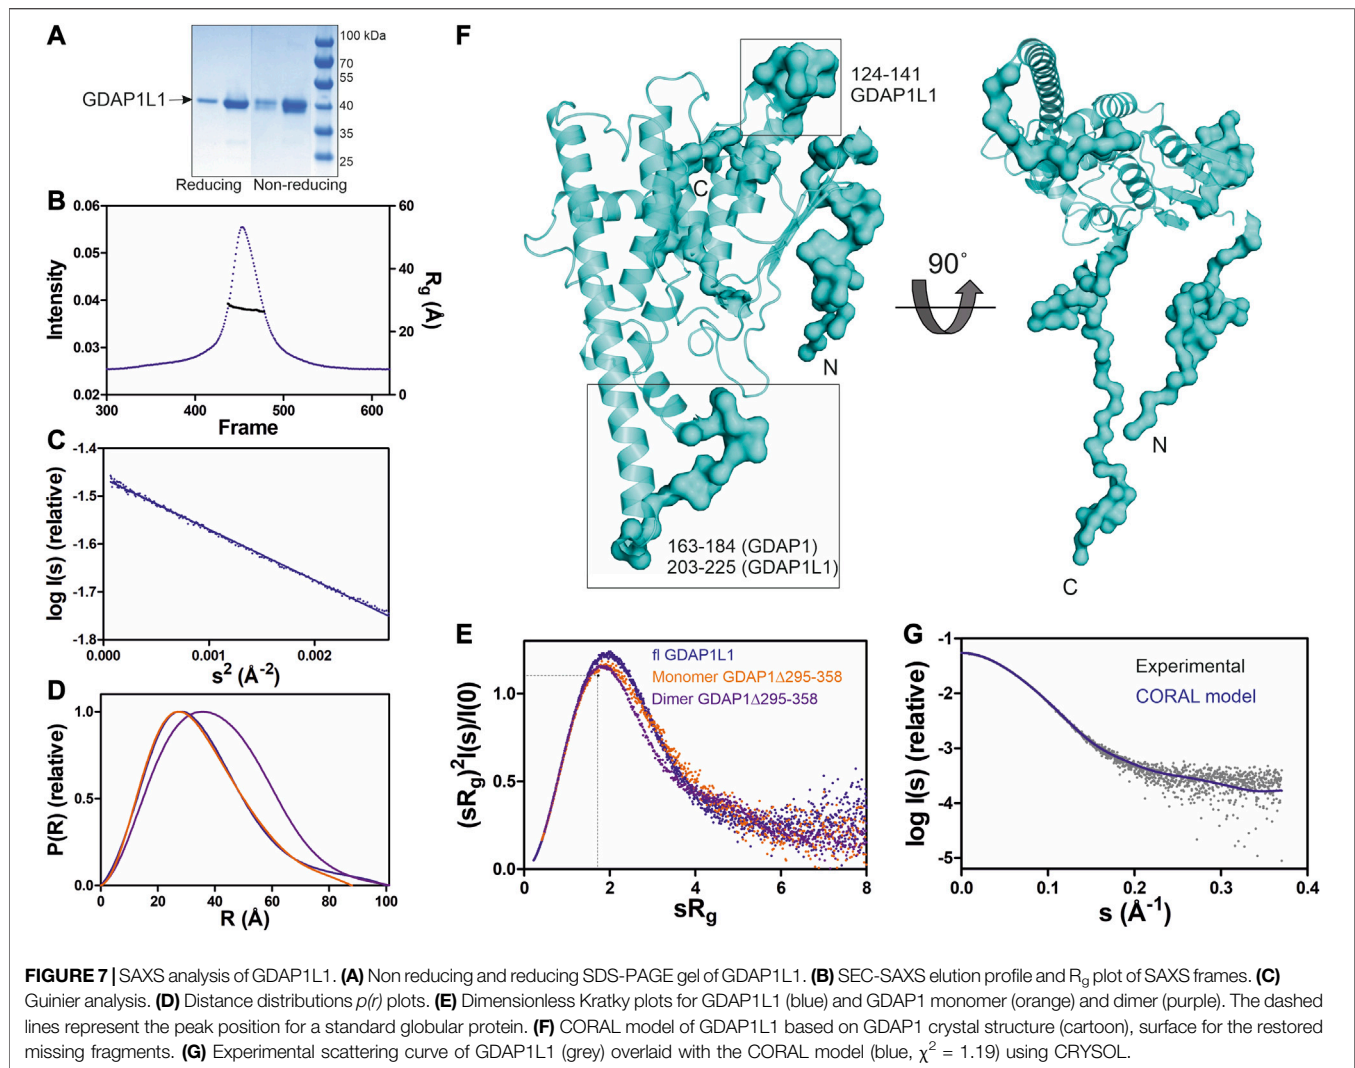 A
100 kDa
70
55
GDAP1L1
40
35
25
Reducing Non-reducing
B
0.06
0.05
0.04
0.03
0.02
Intensity
60
40
20
0
Rg (Å)
300 400 500 600
Frame
C
-1.4
-1.5
-1.6
-1.7
-1.8
log I(s) (relative)
0.000 0.001 0.002
s² (Å⁻²)
D
1.0
0.5
0.0
P(R) (relative)
0 20 40 60 80 100
R (Å)
F
124-141
GDAP1L1
C
N
163-184 (GDAP1)
203-225 (GDAP1L1)
90°
N
C
E
fl GDAP1L1
Monomer GDAP1Δ295-358
Dimer GDAP1Δ295-358
1.0
0.5
0.0
(sRg)²I(s)/I(0)
0 2 4 6 8
sRg
G
Experimental
CORAL model
-1
-2
-3
-4
-5
log I(s) (relative)
0.0 0.1 0.2 0.3 0.4
s (Å⁻¹)
FIGURE 7 | SAXS analysis of GDAP1L1. (A) Non reducing and reducing SDS-PAGE gel of GDAP1L1. (B) SEC-SAXS elution profile and Rg plot of SAXS frames. (C)
Guinier analysis. (D) Distance distributions p(r) plots. (E) Dimensionless Kratky plots for GDAP1L1 (blue) and GDAP1 monomer (orange) and dimer (purple). The dashed
lines represent the peak position for a standard globular protein. (F) CORAL model of GDAP1L1 based on GDAP1 crystal structure (cartoon), surface for the restored
missing fragments. (G) Experimental scattering curve of GDAP1L1 (grey) overlaid with the CORAL model (blue, χ² = 1.19) using CRYSOL.